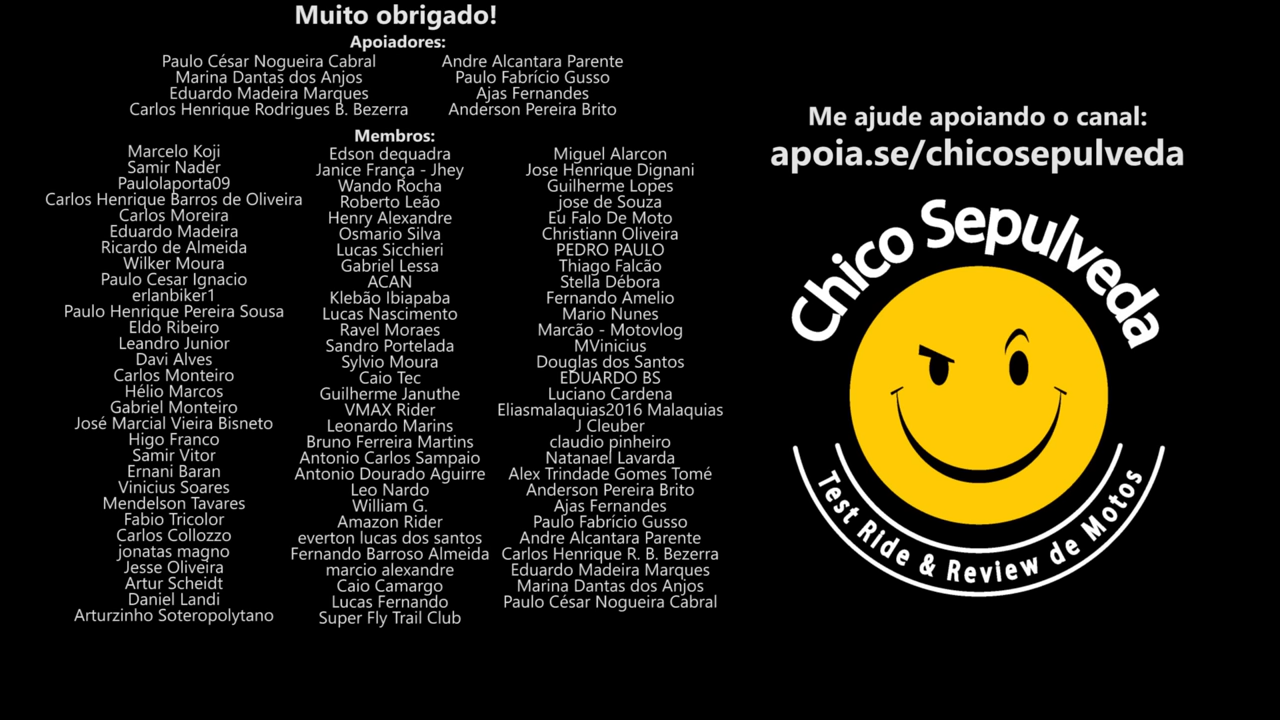 Muito obrigado!
Apoiadores:
Paulo César Nogueira Cabral
Marina Dantas dos Anjos
Eduardo Madeira Marques
Carlos Henrique Rodrigues B. Bezerra
Andre Alcantara Parente
Paulo Fabrício Gusso
Ajas Fernandes
Anderson Pereira Brito
Membros:
Marcelo Koji
Samir Nader
Paulolaporta09
Carlos Henrique Barros de Oliveira
Carlos Moreira
Eduardo Madeira
Ricardo de Almeida
Wilker Moura
Paulo Cesar Ignacio
erlanbiker1
Paulo Henrique Pereira Sousa
Eldo Ribeiro
Leandro Junior
Davi Alves
Carlos Monteiro
Hélio Marcos
Gabriel Monteiro
José Marcial Vieira Bisneto
Higo Franco
Samir Vitor
Ernani Baran
Vinicius Soares
Mendelson Tavares
Fabio Tricolor
Carlos Collozzo
jonatas magno
Jesse Oliveira
Artur Scheidt
Daniel Landi
Arturzinho Soteropolytano
Edson dequadra
Janice França - Jhey
Wando Rocha
Roberto Leão
Henry Alexandre
Osmario Silva
Lucas Sicchieri
Gabriel Lessa
ACAN
Klebão Ibiapaba
Lucas Nascimento
Ravel Moraes
Sandro Portelada
Sylvio Moura
Caio Tec
Guilherme Januthe
VMAX Rider
Leonardo Marins
Bruno Ferreira Martins
Antonio Carlos Sampaio
Antonio Dourado Aguirre
Leo Nardo
William G.
Amazon Rider
everton lucas dos santos
Fernando Barroso Almeida
marcio alexandre
Caio Camargo
Lucas Fernando
Super Fly Trail Club
Miguel Alarcon
Jose Henrique Dignani
Guilherme Lopes
jose de Souza
Eu Falo De Moto
Christiann Oliveira
PEDRO PAULO
Thiago Falcão
Stella Débora
Fernando Amelio
Mario Nunes
Marcão - Motovlog
MVinicius
Douglas dos Santos
EDUARDO BS
Luciano Cardena
Eliasmalaquias2016 Malaquias
J Cleuber
claudio pinheiro
Natanael Lavarda
Alex Trindade Gomes Tomé
Anderson Pereira Brito
Ajas Fernandes
Paulo Fabrício Gusso
Andre Alcantara Parente
Carlos Henrique R. B. Bezerra
Eduardo Madeira Marques
Marina Dantas dos Anjos
Paulo César Nogueira Cabral
Me ajude apoiando o canal:
apoia.se/chicosepulveda
Chico Sepulveda
Test Ride & Review de Motos